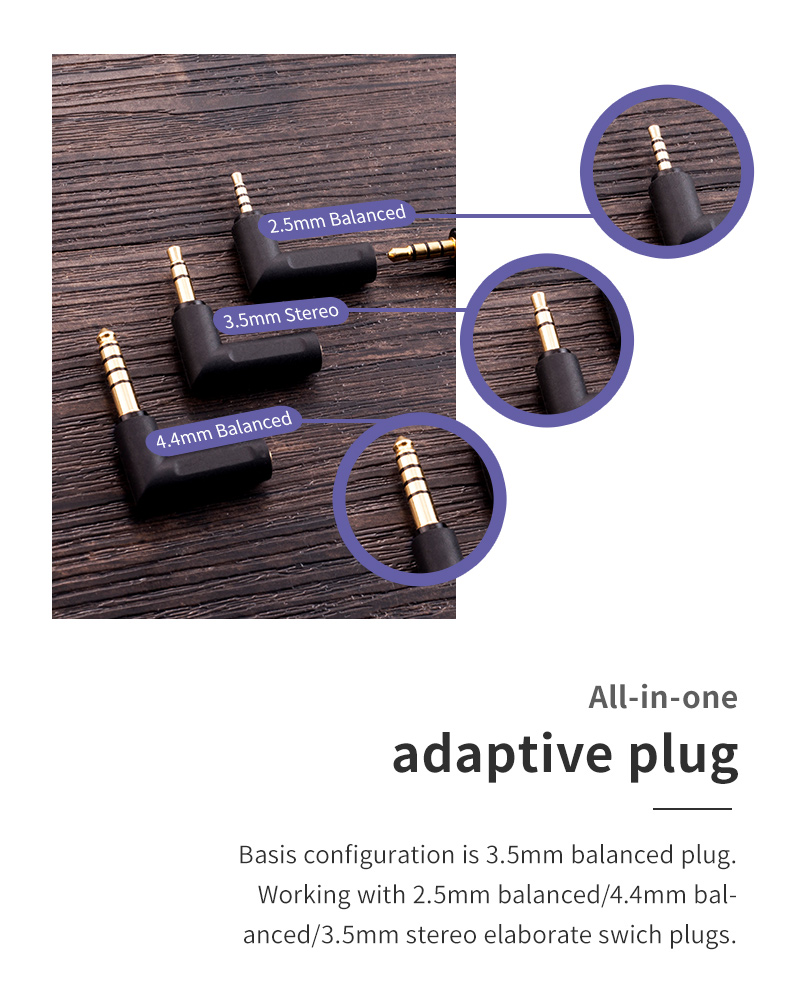 2.5mm Balanced
3.5mm Stereo
4.4mm Balanced
All-in-one
adaptive plug
Basis configuration is 3.5mm balanced plug.
Working with 2.5mm balanced/4.4mm bal-
anced/3.5mm stereo elaborate swich plugs.